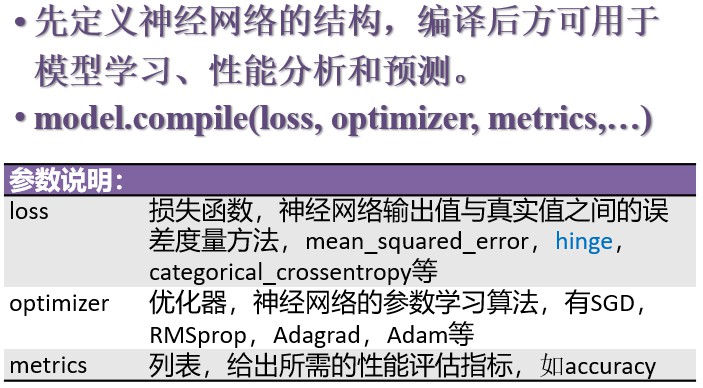 • 先定义神经网络的结构，编译后方可用于
模型学习、性能分析和预测。
• model.compile(loss, optimizer, metrics,…)
参数说明：
loss 损失函数，神经网络输出值与真实值之间的误
差度量方法，mean_squared_error，hinge，
categorical_crossentropy等
optimizer 优化器，神经网络的参数学习算法，有SGD，
RMSprop，Adagrad，Adam等
metrics 列表，给出所需的性能评估指标，如accuracy